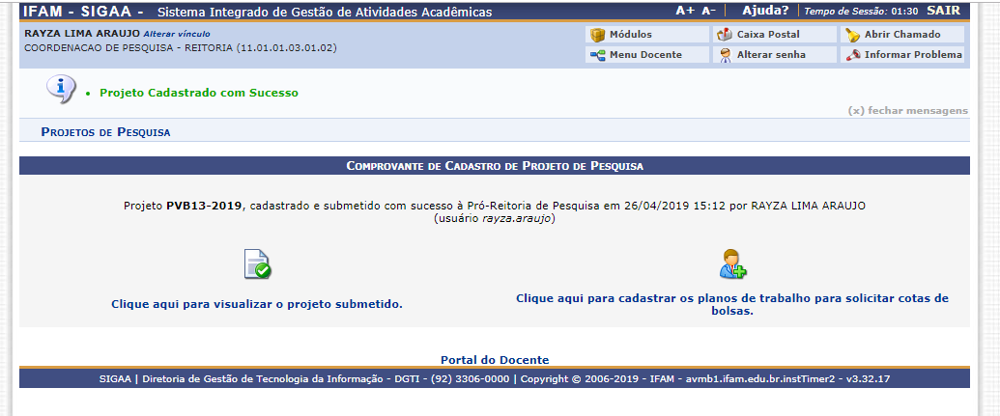 IFAM - SIGAA - Sistema Integrado de Gestão de Atividades Acadêmicas A+ A- | Ajuda? | Tempo de Sessão: 01:30 SAIR
RAYZA LIMA ARAUJO Alterar vínculo
COORDENACAO DE PESQUISA - REITORIA (11.01.01.03.01.02)
Módulos Caixa Postal Abrir Chamado
Menu Docente Alterar senha Informar Problema
• Projeto Cadastrado com Sucesso
(x) fechar mensagens
PROJETOS DE PESQUISA
COMPROVANTE DE CADASTRO DE PROJETO DE PESQUISA
Projeto PVB13-2019, cadastrado e submetido com sucesso à Pró-Reitoria de Pesquisa em 26/04/2019 15:12 por RAYZA LIMA ARAUJO
(usuário rayza.araujo)
Clique aqui para visualizar o projeto submetido.
Clique aqui para cadastrar os planos de trabalho para solicitar cotas de
bolsas.
Portal do Docente
SIGAA | Diretoria de Gestão de Tecnologia da Informação - DGTI - (92) 3306-0000 | Copyright © 2006-2019 - IFAM - avmb1.ifam.edu.br.instTimer2 - v3.32.17